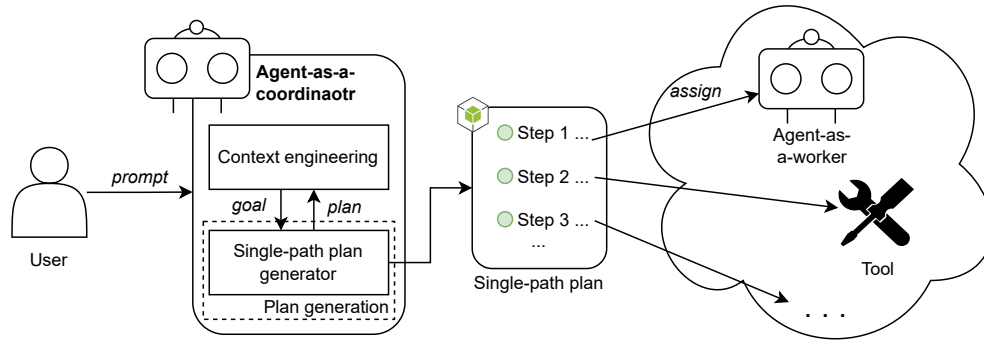 Agent-as-a-
coordinaotr
Context engineering
prompt
goal
plan
Single-path plan
generator
Plan generation
User
Step 1 ...
Step 2 ...
Step 3 ...
...
Single-path plan
assign
Agent-as-
a-worker
Tool
. . .